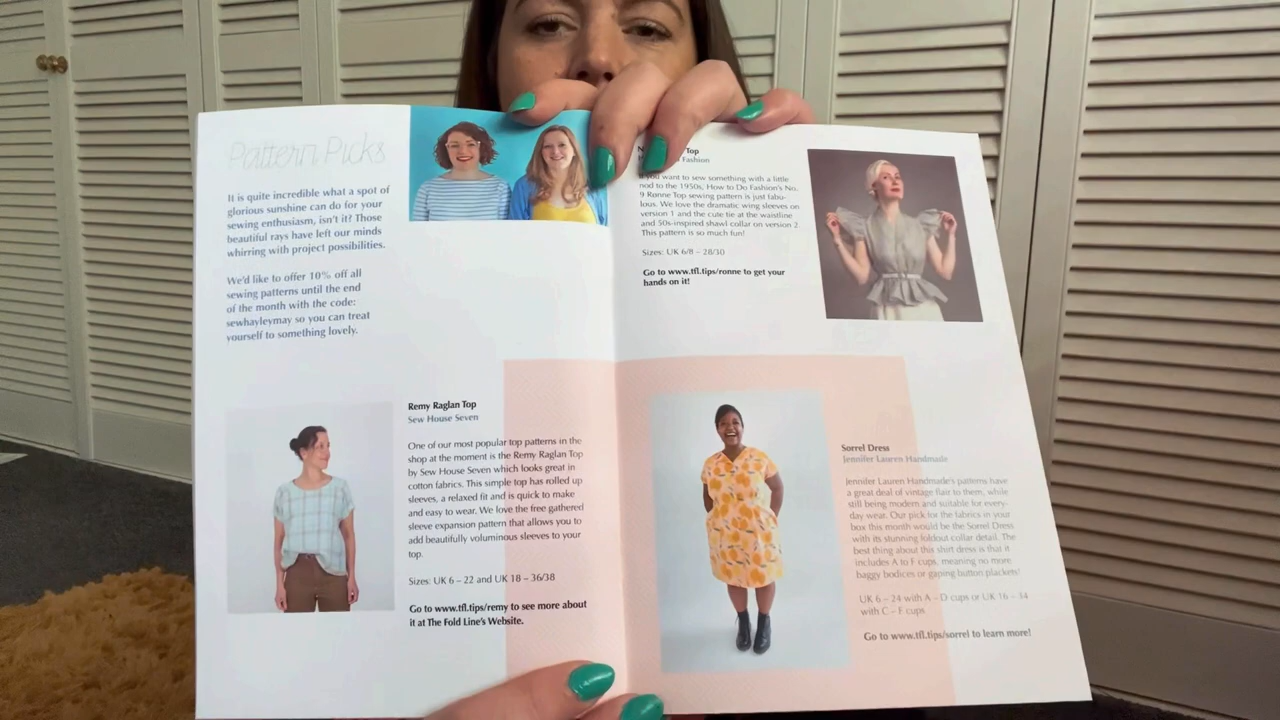 Pattern Picks
It is quite incredible what a spot of
glorious sunshine can do for your
sewing enthusiasm, isn't it? Those
beautiful rays have left our minds
whirring with project possibilities.
We'd like to offer 10% off all
sewing patterns until the end
of the month with the code:
sewhayleymay so you can treat
yourself to something lovely.
Remy Raglan Top
Sew House Seven
One of our most popular top patterns in the
shop at the moment is the Remy Raglan Top
by Sew House Seven which looks great in
cotton fabrics. This simple top has rolled up
sleeves, a relaxed fit and is quick to make
and easy to wear. We love the free gathered
sleeve expansion pattern that allows you to
add beautifully voluminous sleeves to your
top.
Sizes: UK 6 – 22 and UK 18 – 36/38
Go to www.tfl.tips/remy to see more about
it at The Fold Line's Website.
Top
Fashion
If you want to sew something with a little
nod to the 1950s, How to Do Fashion's No.
9 Ronne Top sewing pattern is just fabu-
lous. We love the dramatic wing sleeves on
version 1 and the cute tie at the waistline
and 50s-inspired shawl collar on version 2.
This pattern is so much fun!
Sizes: UK 6/8 – 28/30
Go to www.tfl.tips/ronne to get your
hands on it!
Sorrel Dress
Jennifer Lauren Handmade
Jennifer Lauren Handmade's patterns have
a great deal of vintage flair to them, while
still being modern and suitable for every-
day wear. Our pick for the fabrics in your
box this month would be the Sorrel Dress
with its stunning foldout collar detail. The
best thing about this shirt dress is that it
includes A to F cups, meaning no more
baggy bodices or gaping button plackets!
UK 6 – 24 with A – D cups or UK 16 – 34
with C – F cups
Go to www.tfl.tips/sorrel to learn more!